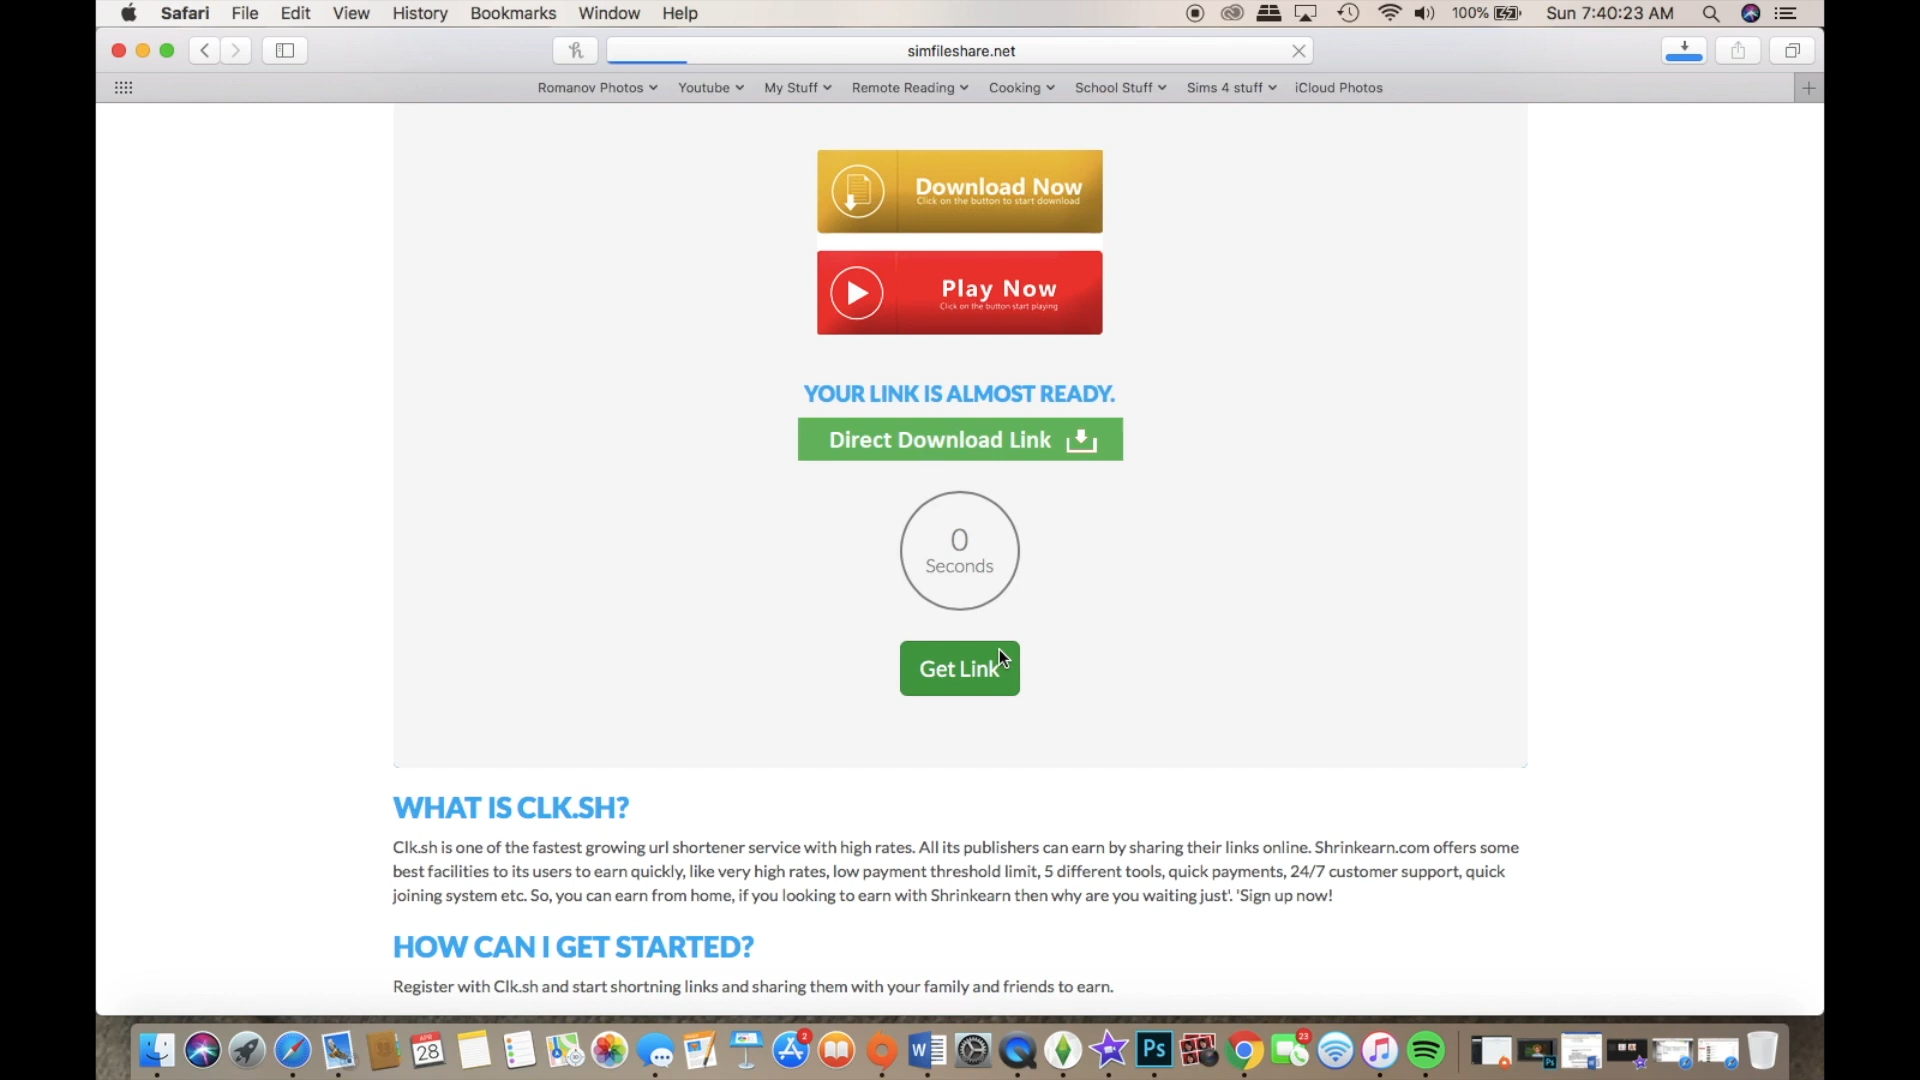 Safari File Edit View History Bookmarks Window Help 100% Sun 7:40:23 AM
simfileshare.net
Romanov Photos Youtube My Stuff Remote Reading Cooking School Stuff Sims 4 stuff iCloud Photos
Download Now
Click on the button to start download
Play Now
Click on the button start playing
YOUR LINK IS ALMOST READY.
Direct Download Link
0
Seconds
Get Link
WHAT IS CLK.SH?
Clk.sh is one of the fastest growing url shortener service with high rates. All its publishers can earn by sharing their links online. Shrinkearn.com offers some
best facilities to its users to earn quickly, like very high rates, low payment threshold limit, 5 different tools, quick payments, 24/7 customer support, quick
joining system etc. So, you can earn from home, if you looking to earn with Shrinkearn then why are you waiting just'. 'Sign up now!
HOW CAN I GET STARTED?
Register with Clk.sh and start shortning links and sharing them with your family and friends to earn.
APR
28
2
W
Ps
23